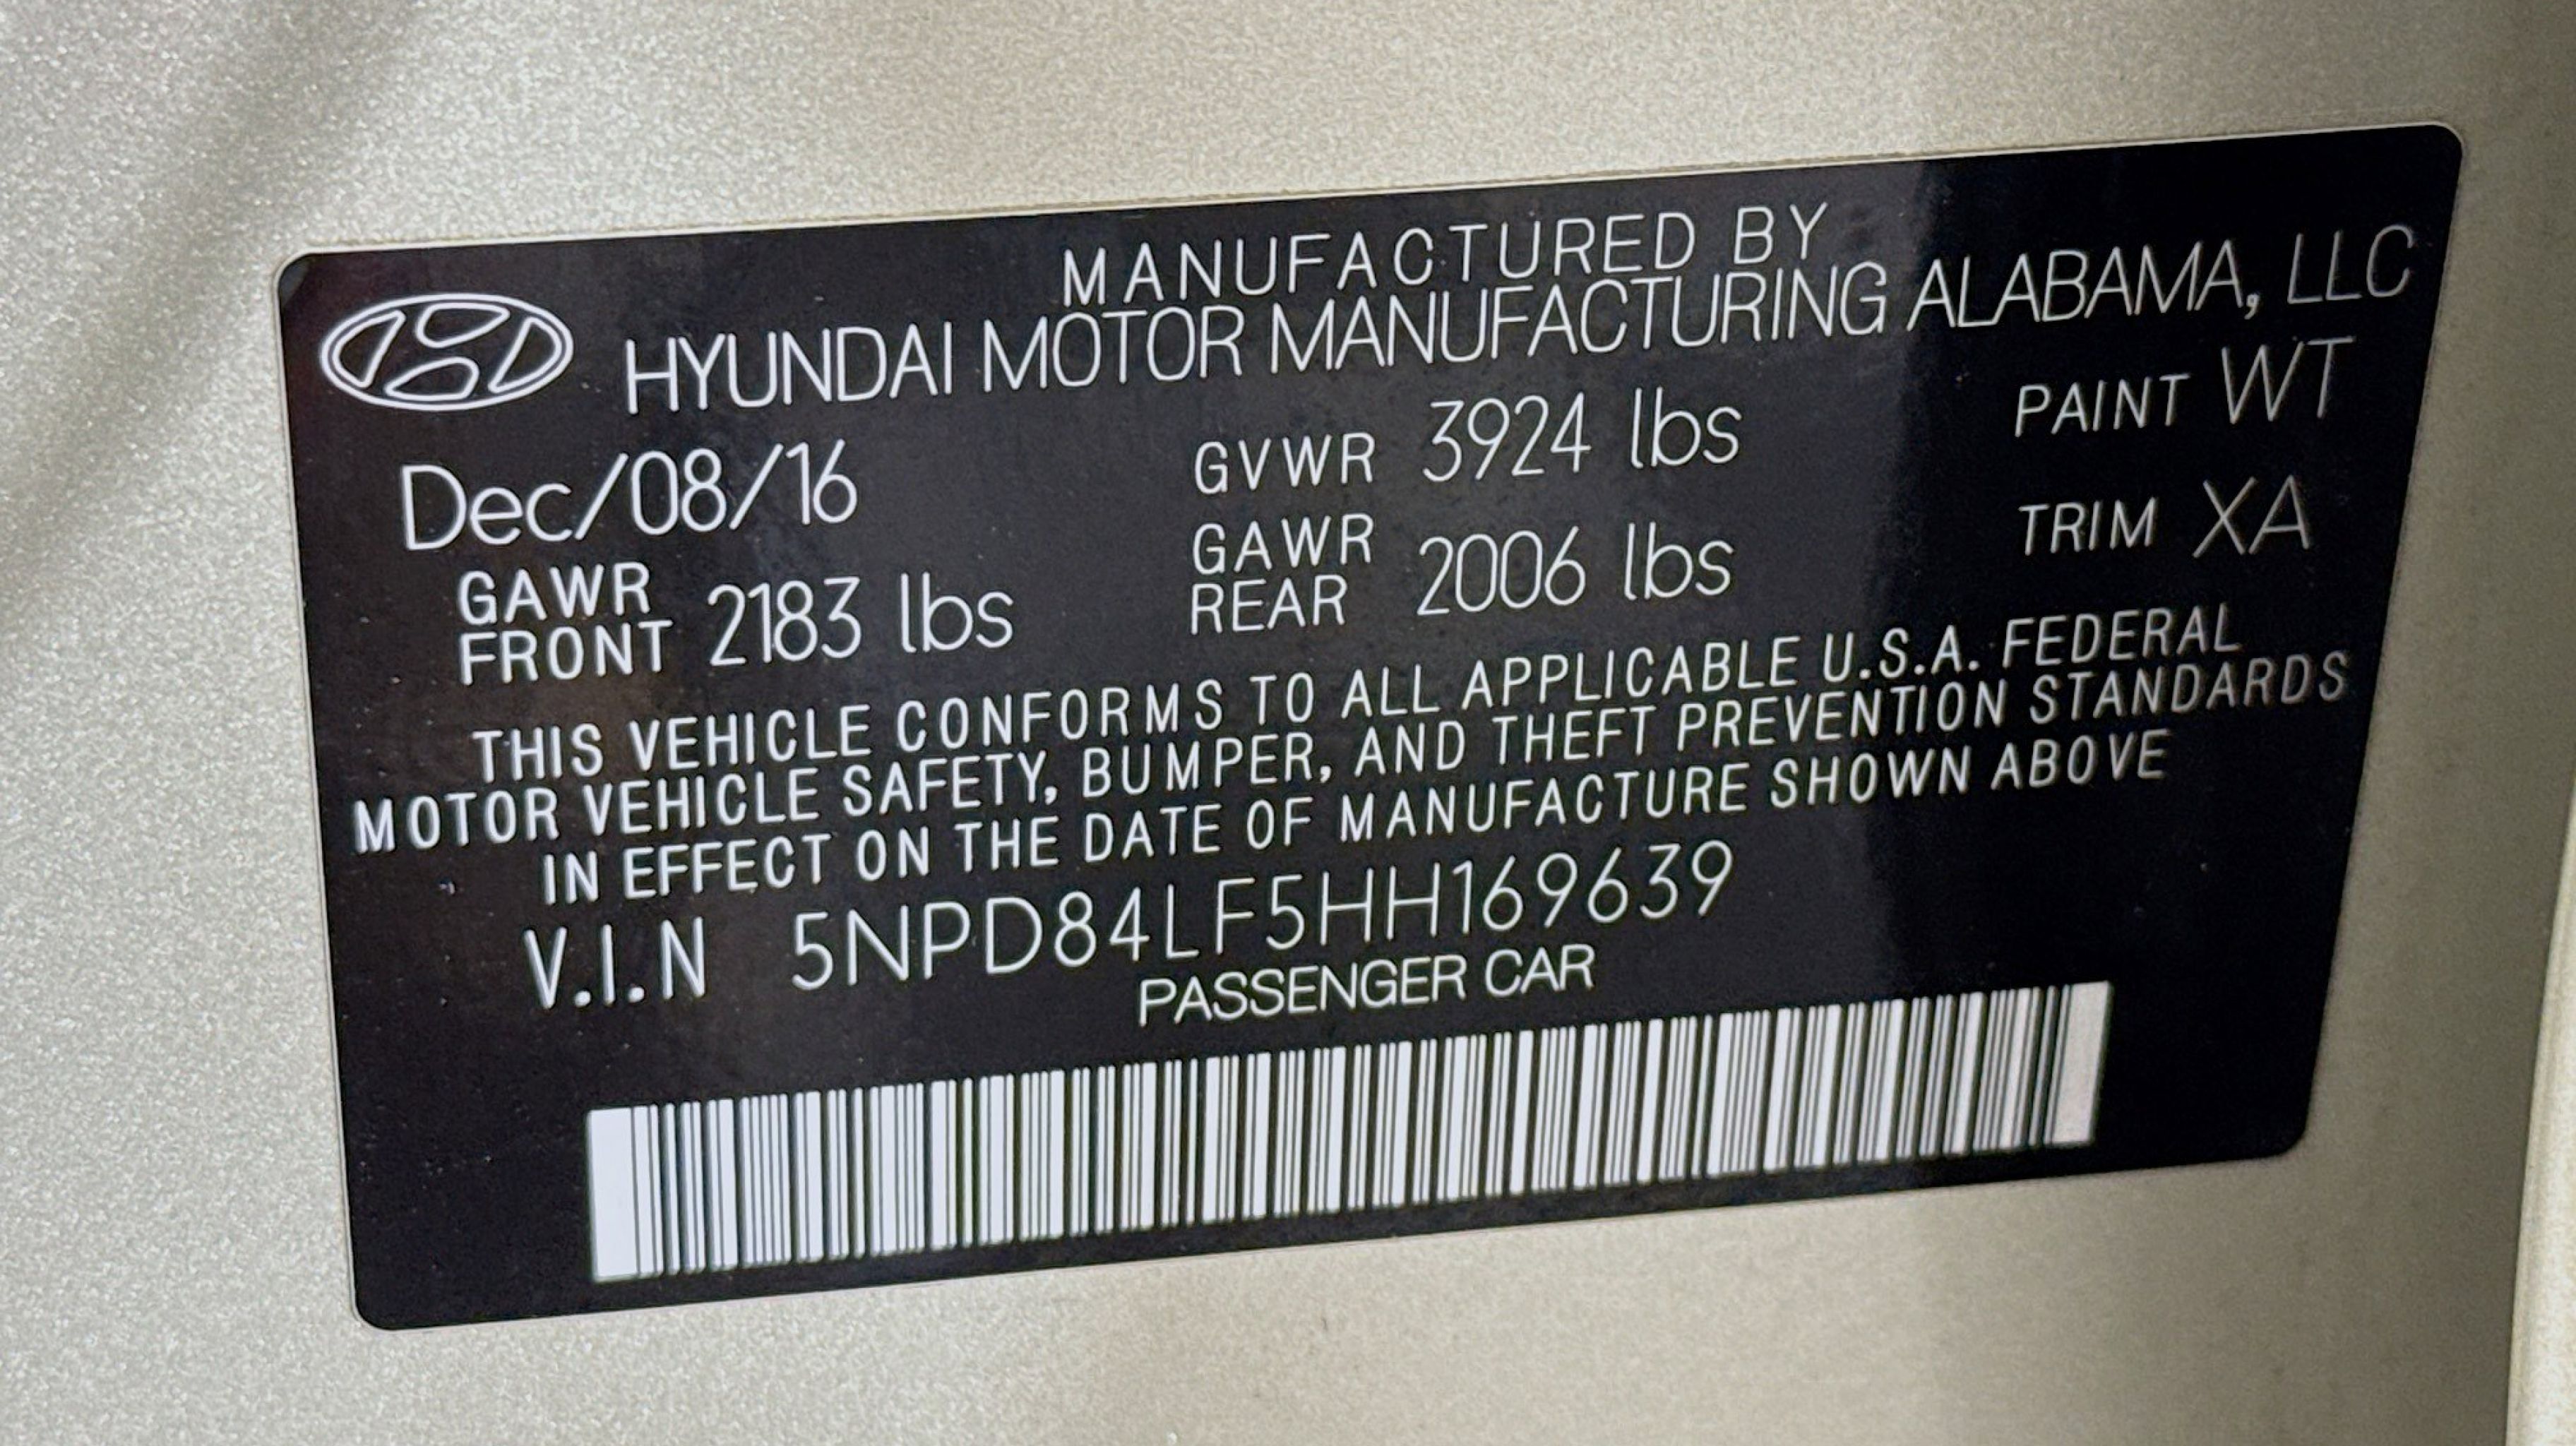 MANUFACTURED BY
HYUNDAI MOTOR MANUFACTURING ALABAMA, LLC
Dec/08/16 GVWR 3924 lbs PAINT WT
GAWR FRONT 2183 lbs GAWR REAR 2006 lbs TRIM XA
THIS VEHICLE CONFORMS TO ALL APPLICABLE U.S.A. FEDERAL
MOTOR VEHICLE SAFETY, BUMPER, AND THEFT PREVENTION STANDARDS
IN EFFECT ON THE DATE OF MANUFACTURE SHOWN ABOVE
V.I.N 5NPD84LF5HH169639
PASSENGER CAR